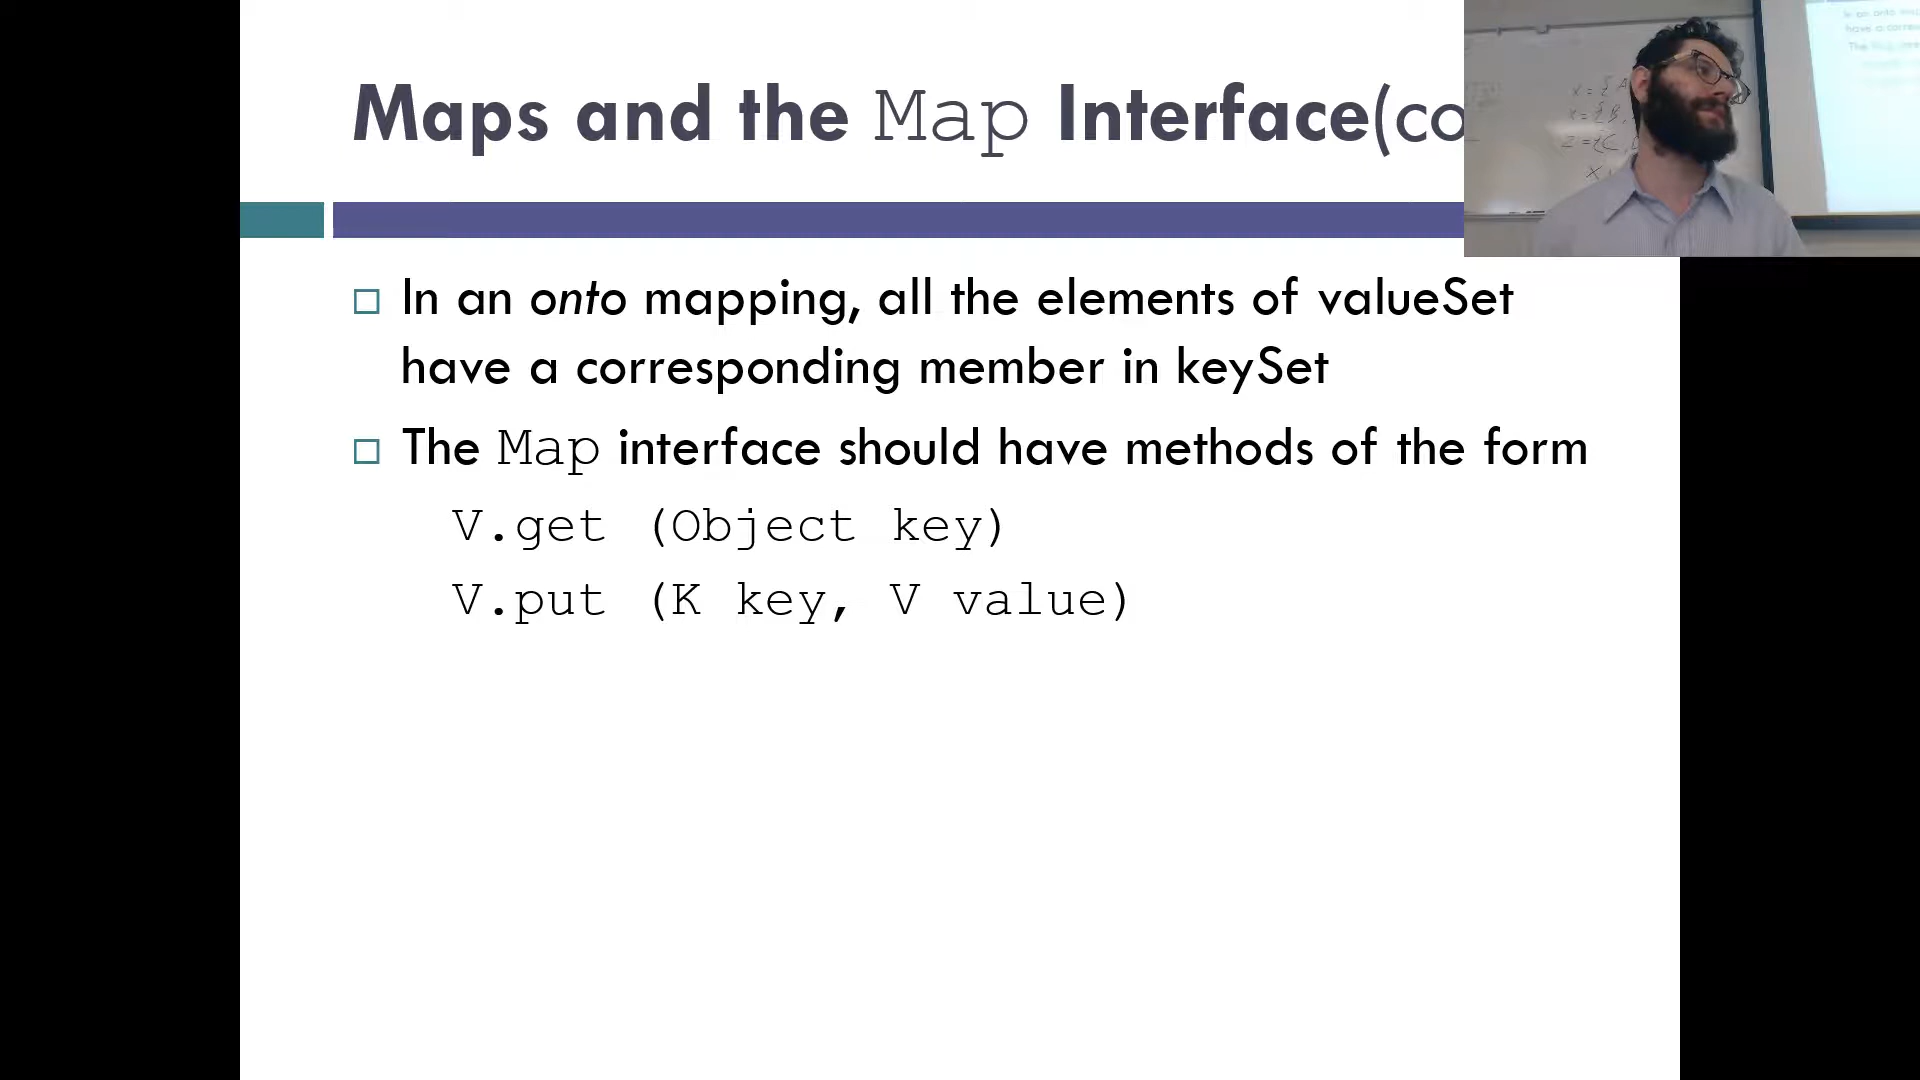 Maps and the Map Interface(co
In an onto mapping, all the elements of valueSet
have a corresponding member in keySet
The Map interface should have methods of the form
V.get (Object key)
V.put (K key, V value)